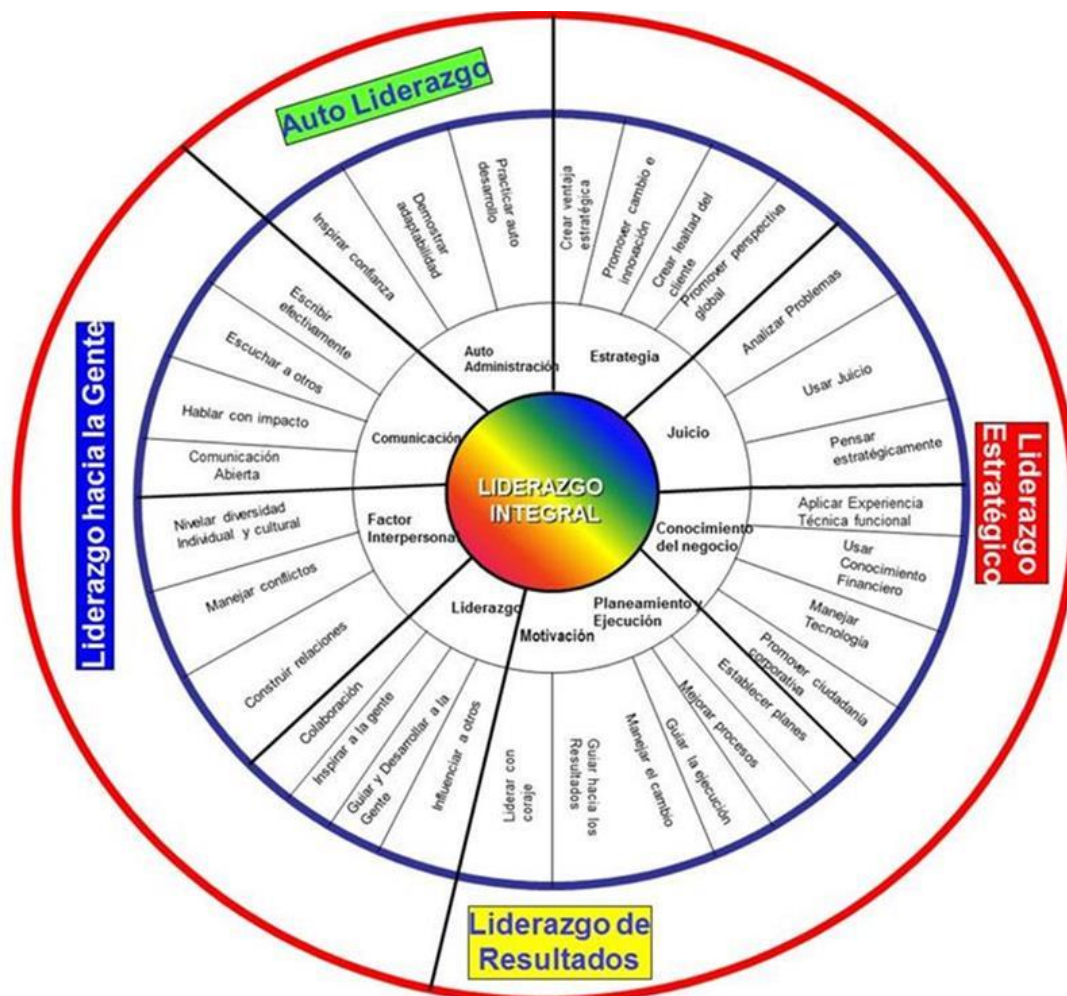 Auto Liderazgo
Crear ventaja
estratégica
Promover cambio e
innovación
Crear lealtad del
cliente
Promover perspectiva
global
Analizar Problemas
Usar Juicio
Pensar
estratégicamente
Aplicar Experiencia
Técnica funcional
Usar
Conocimiento
Financiero
Manejar
Tecnología
Promover ciudadanía
corporativa
Establecer planes
Mejorar procesos
Guiar la ejecución
Manejar el cambio
Guiar hacia los
Resultados
Liderar con
coraje
Influenciar a otros
Guiar y Desarrollar a la
Gente
Inspirar a la gente
Colaboración
Construir relaciones
Manejar conflictos
Nivelar diversidad
Individual y cultural
Comunicación
Abierta
Hablar con impacto
Escuchar a otros
Escribir
efectivamente
Inspirar confianza
Demostrar
adaptabilidad
Practicar auto
desarrollo
Auto
Administración
Estrategia
Juicio
Conocimiento
del negocio
Planeamiento y
Ejecución
Motivación
Liderazgo
Factor
Interpersonal
Comunicación
LIDERAZGO
INTEGRAL
Liderazgo hacia la Gente
Liderazgo
Estratégico
Liderazgo de
Resultados